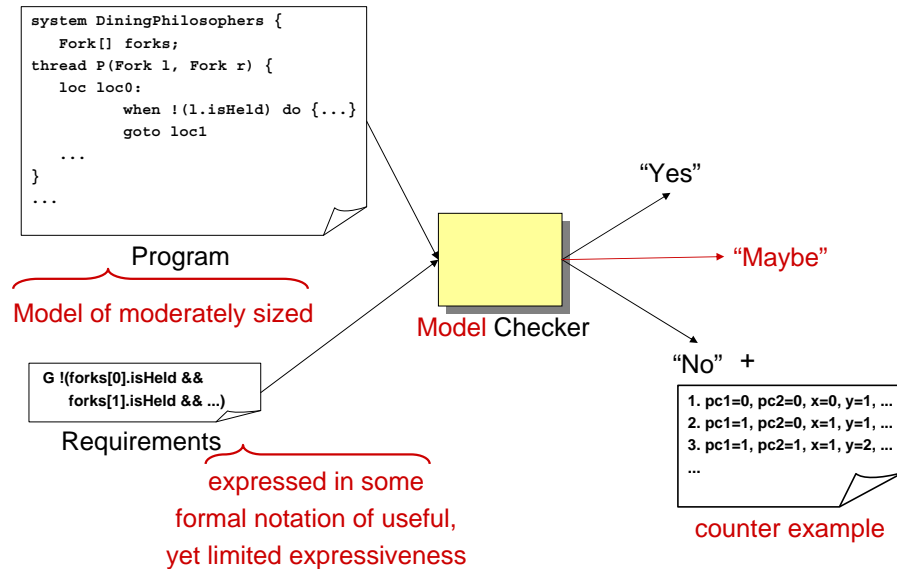 system DiningPhilosophers {
Fork[] forks;
thread P(Fork l, Fork r) {
loc loc0:
when !(l.isHeld) do {...}
goto loc1
...
}
...
Program
Model of moderately sized
G !(forks[0].isHeld &&
forks[1].isHeld && ...)
Requirements
expressed in some
formal notation of useful,
yet limited expressiveness
Model Checker
“Yes”
“Maybe”
“No” +
1. pc1=0, pc2=0, x=0, y=1, ...
2. pc1=1, pc2=0, x=1, y=1, ...
3. pc1=1, pc2=1, x=1, y=2, ...
...
counter example